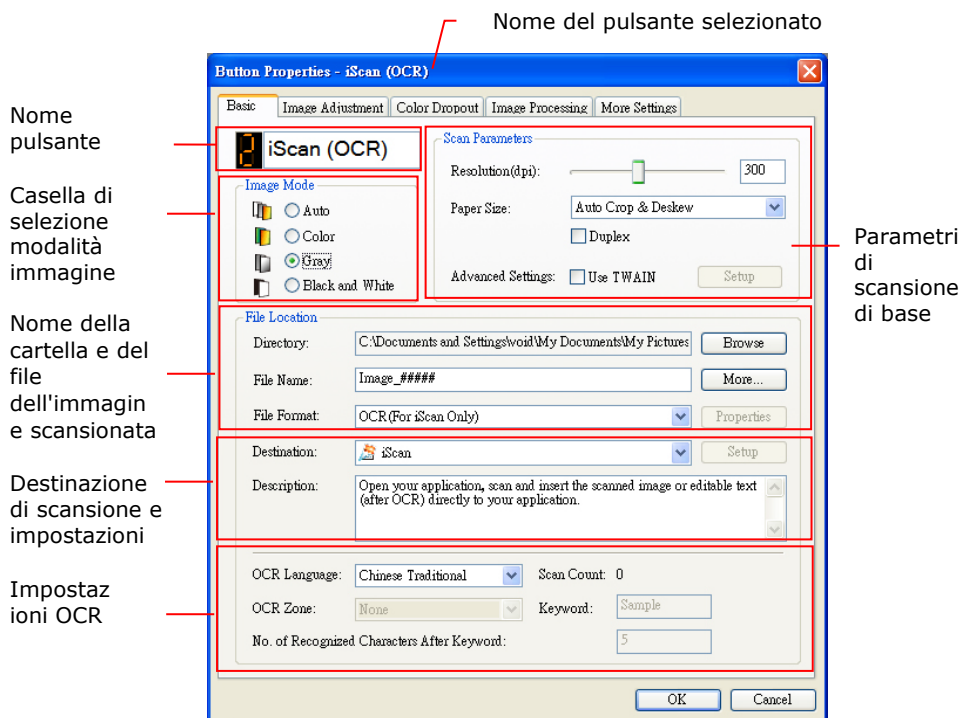 Nome del pulsante selezionato
Button Properties - iScan (OCR)
Basic Image Adjustment Color Dropout Image Processing More Settings
Nome
pulsante
2 iScan (OCR)
Casella di
selezione
modalità
immagine
Image Mode
Auto
Color
Gray
Black and White
Scan Parameters
Resolution(dpi): 300
Paper Size: Auto Crop & Deskew
Duplex
Advanced Settings: Use TWAIN Setup
Parametri
di
scansione
di base
Nome della
cartella e del
file
dell'immagin
e scansionata
File Location
Directory: C:\Documents and Settings\void\My Documents\My Pictures Browse
File Name: Image_##### More...
File Format: OCR(For iScan Only) Properties
Destinazione
di scansione e
impostazioni
Destination: iScan Setup
Description: Open your application, scan and insert the scanned image or editable text
(after OCR) directly to your application.
Impostaz
ioni OCR
OCR Language: Chinese Traditional Scan Count: 0
OCR Zone: None Keyword: Sample
No. of Recognized Characters After Keyword: 5
OK Cancel